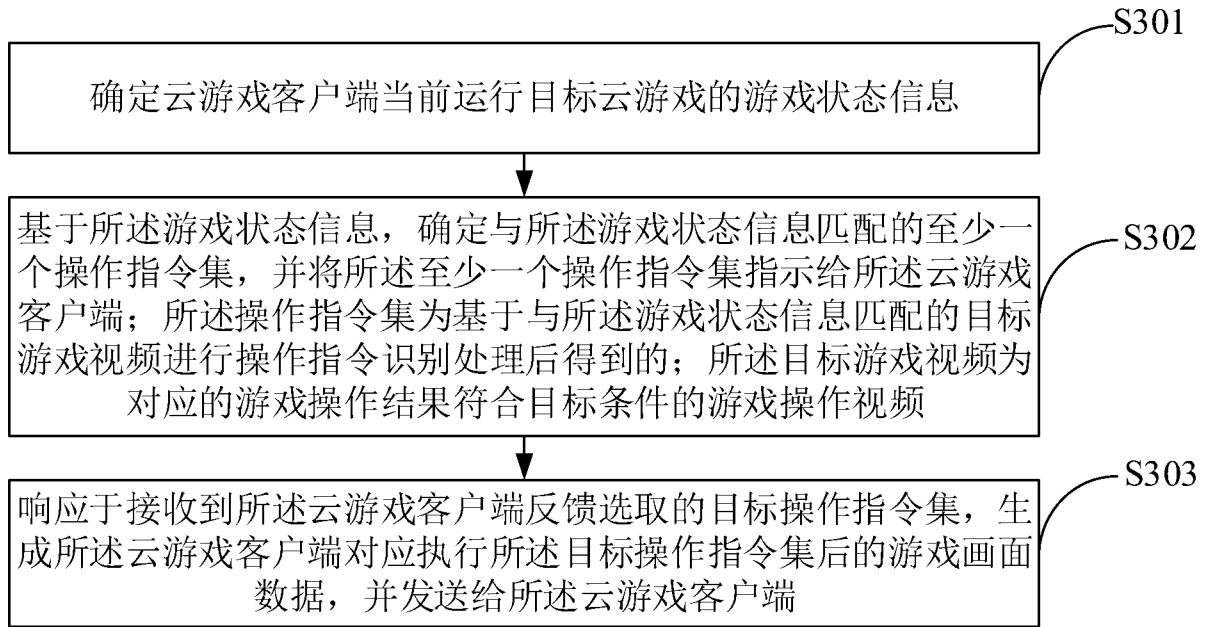 S301
确定云游戏客户端当前运行目标云游戏的游戏状态信息
基于所述游戏状态信息，确定与所述游戏状态信息匹配的至少一
个操作指令集，并将所述至少一个操作指令集指示给所述云游戏
客户端；所述操作指令集为基于与所述游戏状态信息匹配的目标
游戏视频进行操作指令识别处理后得到的；所述目标游戏视频为
对应的游戏操作结果符合目标条件的游戏操作视频
S302
响应于接收到所述云游戏客户端反馈选取的目标操作指令集，生
成所述云游戏客户端对应执行所述目标操作指令集后的游戏画面
数据，并发送给所述云游戏客户端
S303